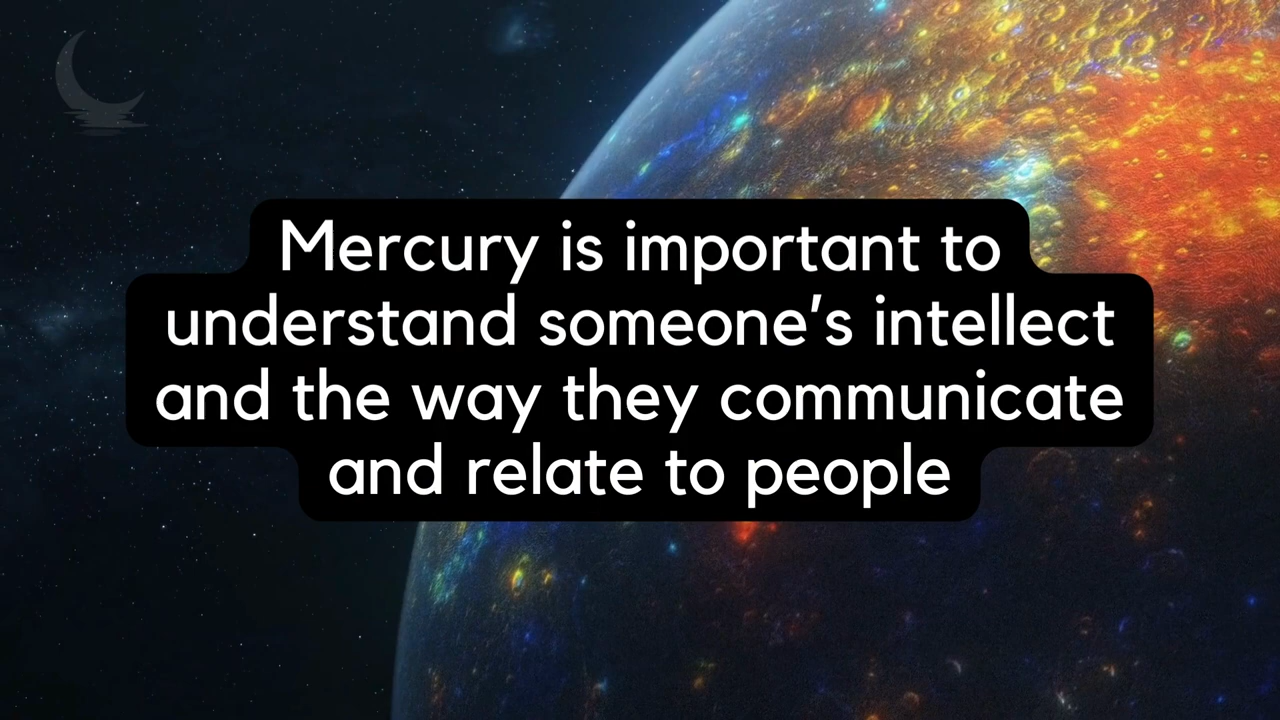 Mercury is important to
understand someone's intellect
and the way they communicate
and relate to people